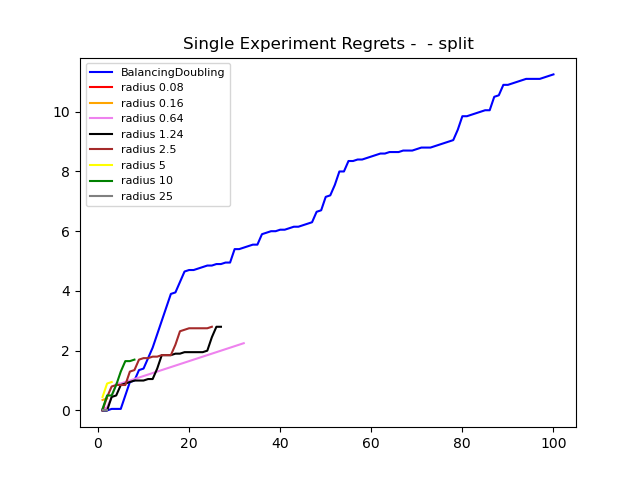 Single Experiment Regrets -  - split
BalancingDoubling
radius 0.08
radius 0.16
radius 0.64
radius 1.24
radius 2.5
radius 5
radius 10
radius 25
10
8
6
4
2
0
0 20 40 60 80 100